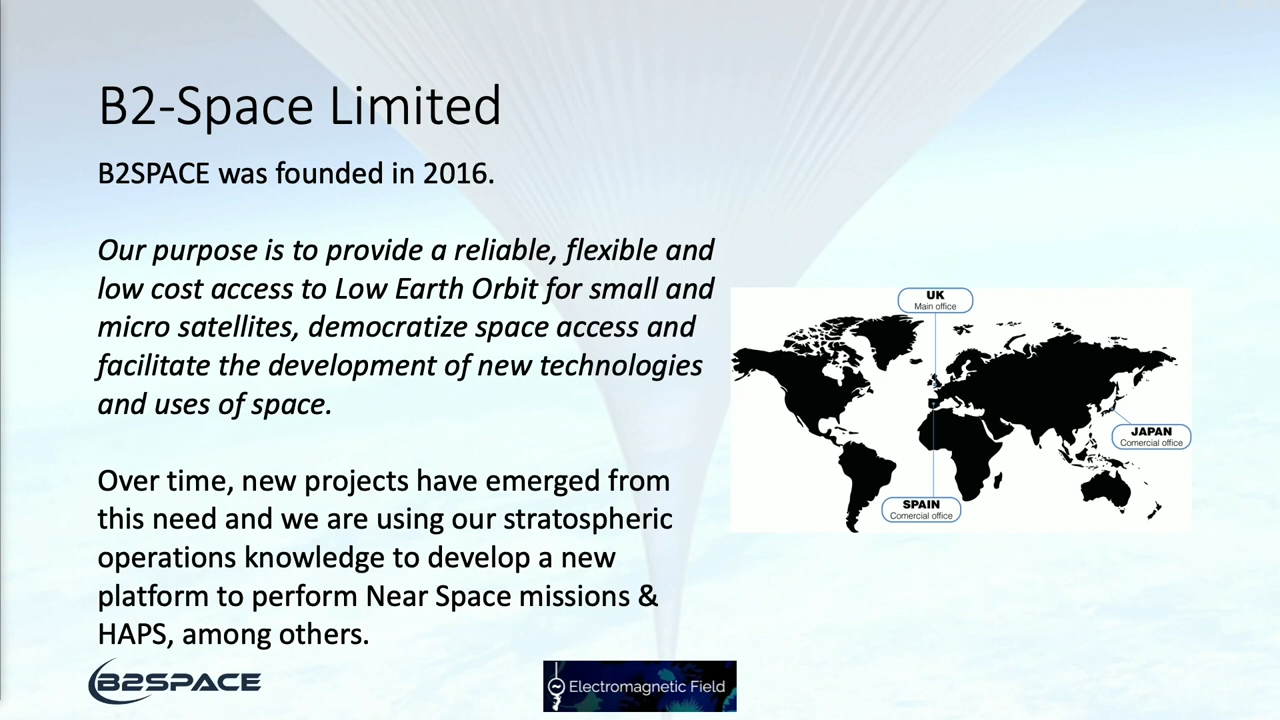 B2-Space Limited
B2SPACE was founded in 2016.
Our purpose is to provide a reliable, flexible and
low cost access to Low Earth Orbit for small and
micro satellites, democratize space access and
facilitate the development of new technologies
and uses of space.
Over time, new projects have emerged from
this need and we are using our stratospheric
operations knowledge to develop a new
platform to perform Near Space missions &
HAPS, among others.
UK
Main office
JAPAN
Comercial office
SPAIN
Comercial office
B2SPACE
Electromagnetic Field